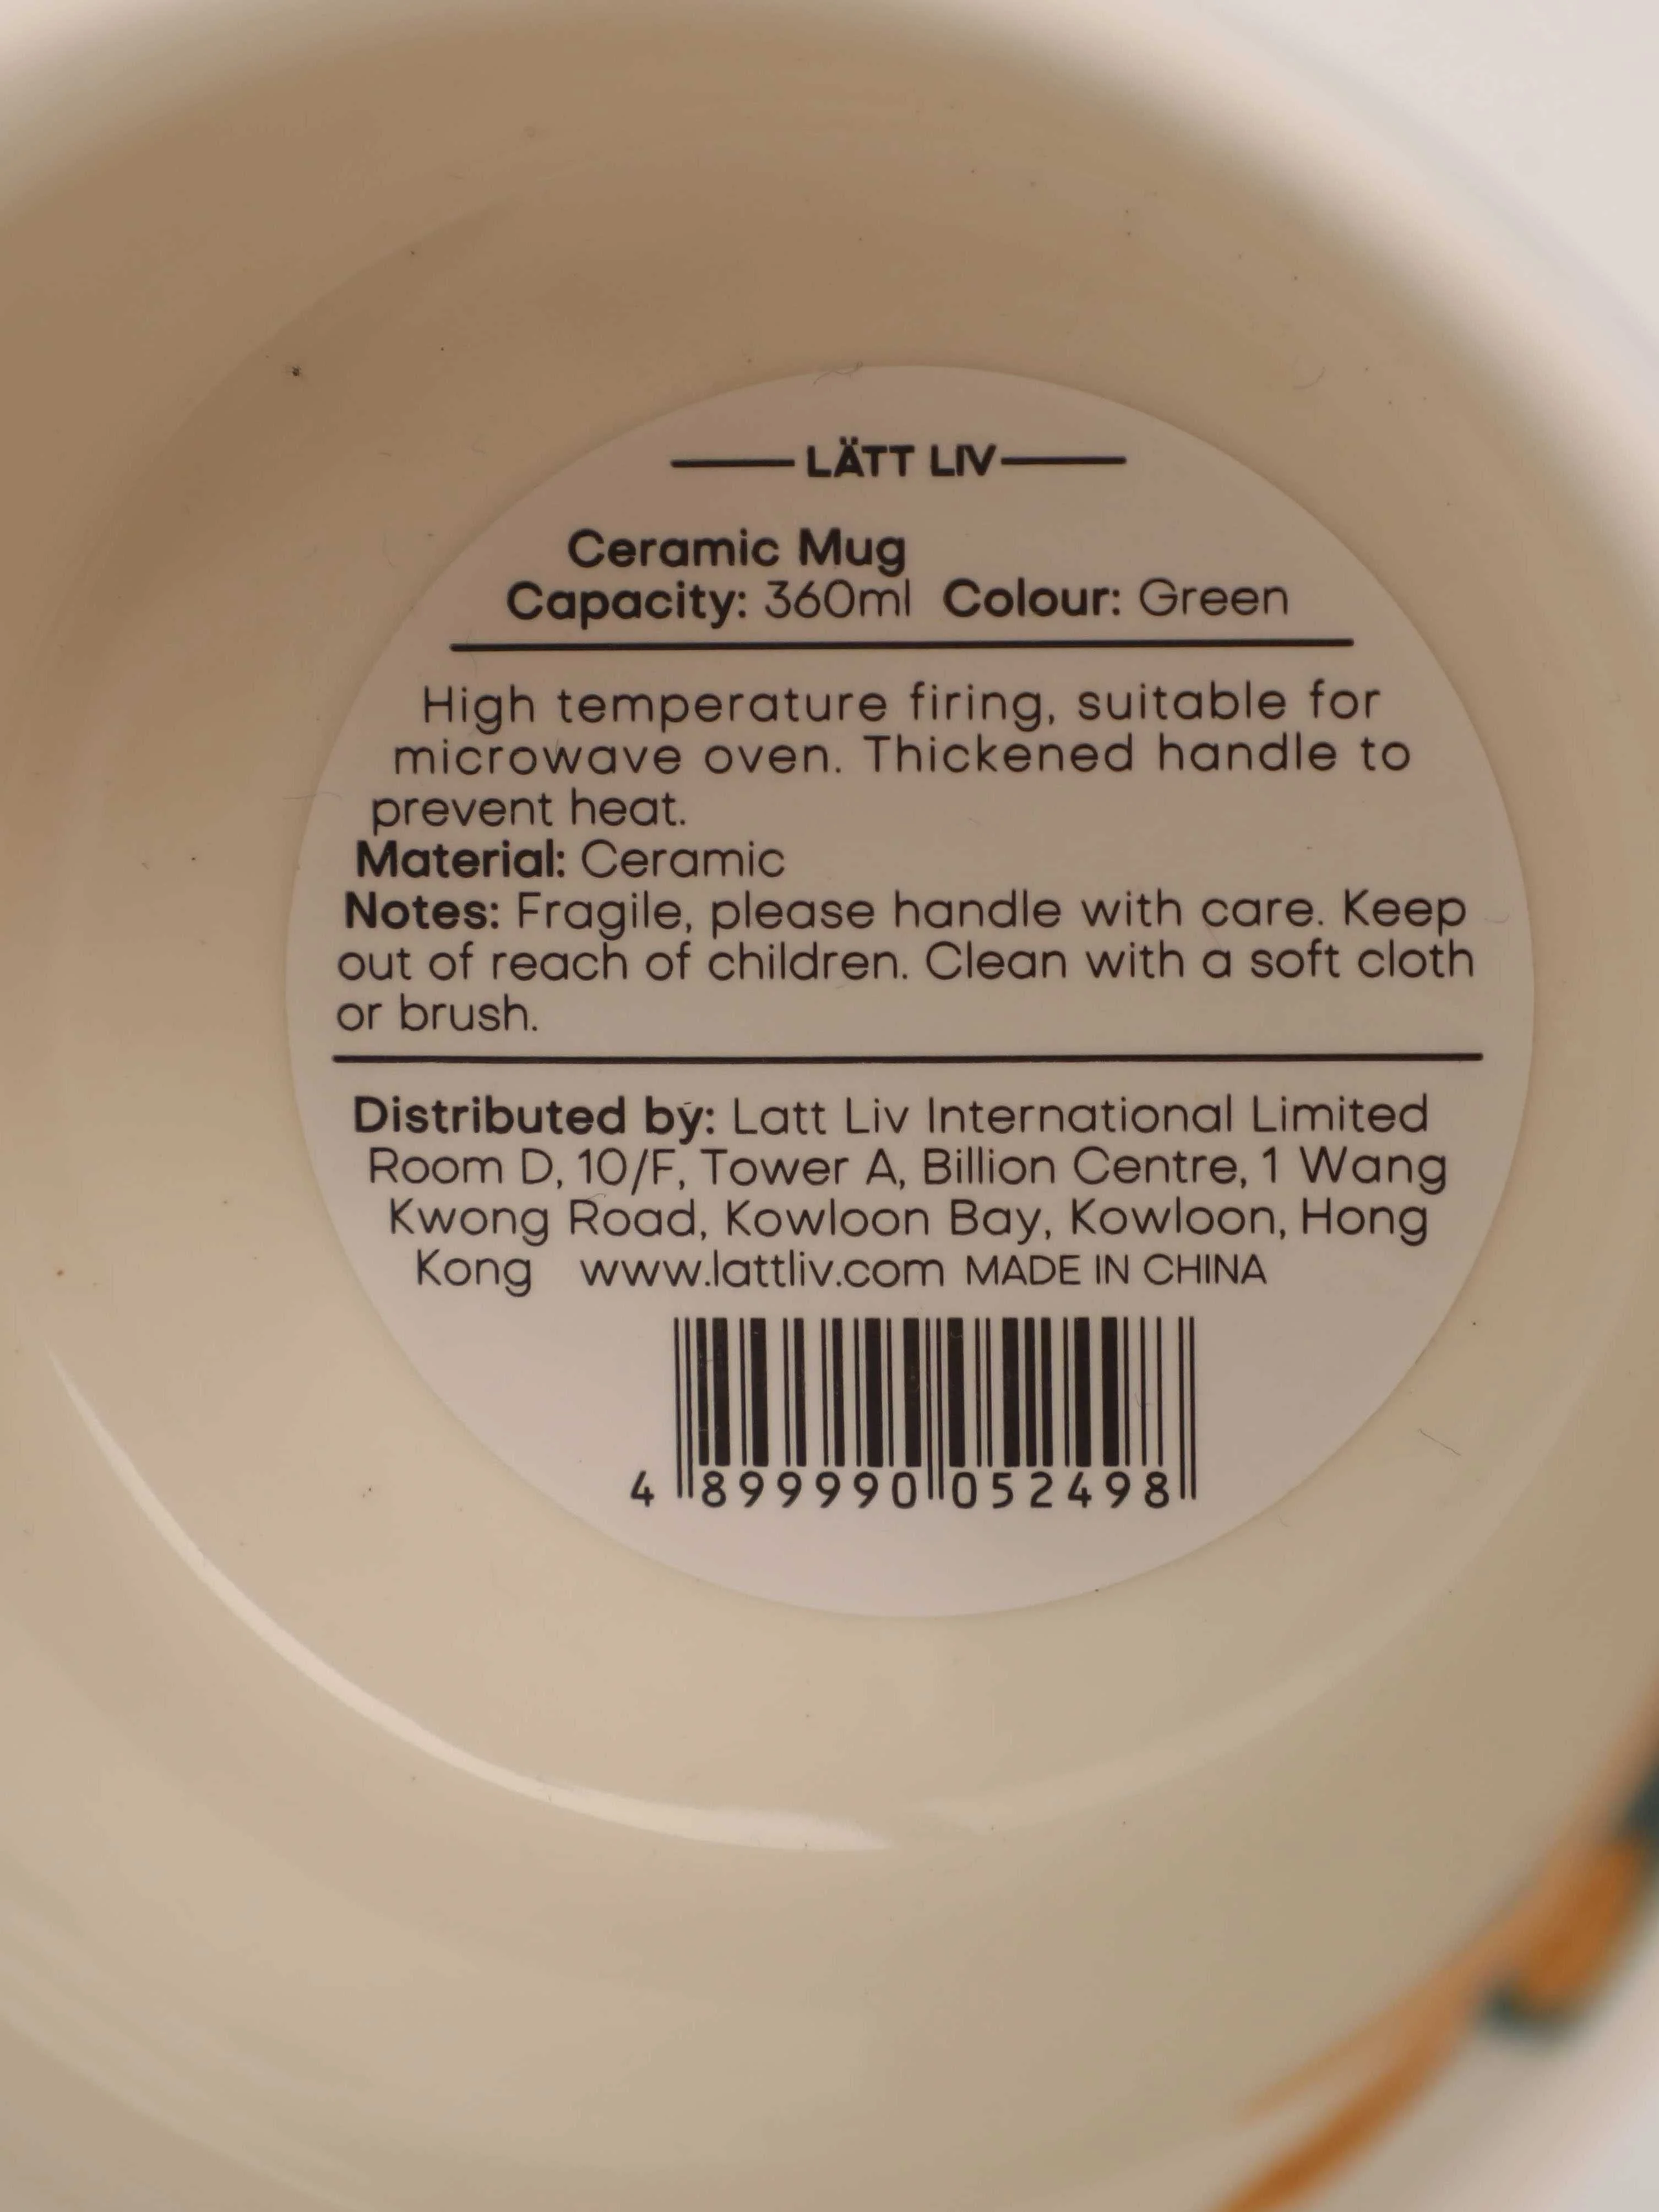 LÄTT LIV
Ceramic Mug
Capacity: 360ml Colour: Green
High temperature firing, suitable for
microwave oven. Thickened handle to
prevent heat.
Material: Ceramic
Notes: Fragile, please handle with care. Keep
out of reach of children. Clean with a soft cloth
or brush.
Distributed by: Latt Liv International Limited
Room D, 10/F, Tower A, Billion Centre, 1 Wang
Kwong Road, Kowloon Bay, Kowloon, Hong
Kong www.lattliv.com MADE IN CHINA
4 899990 052498